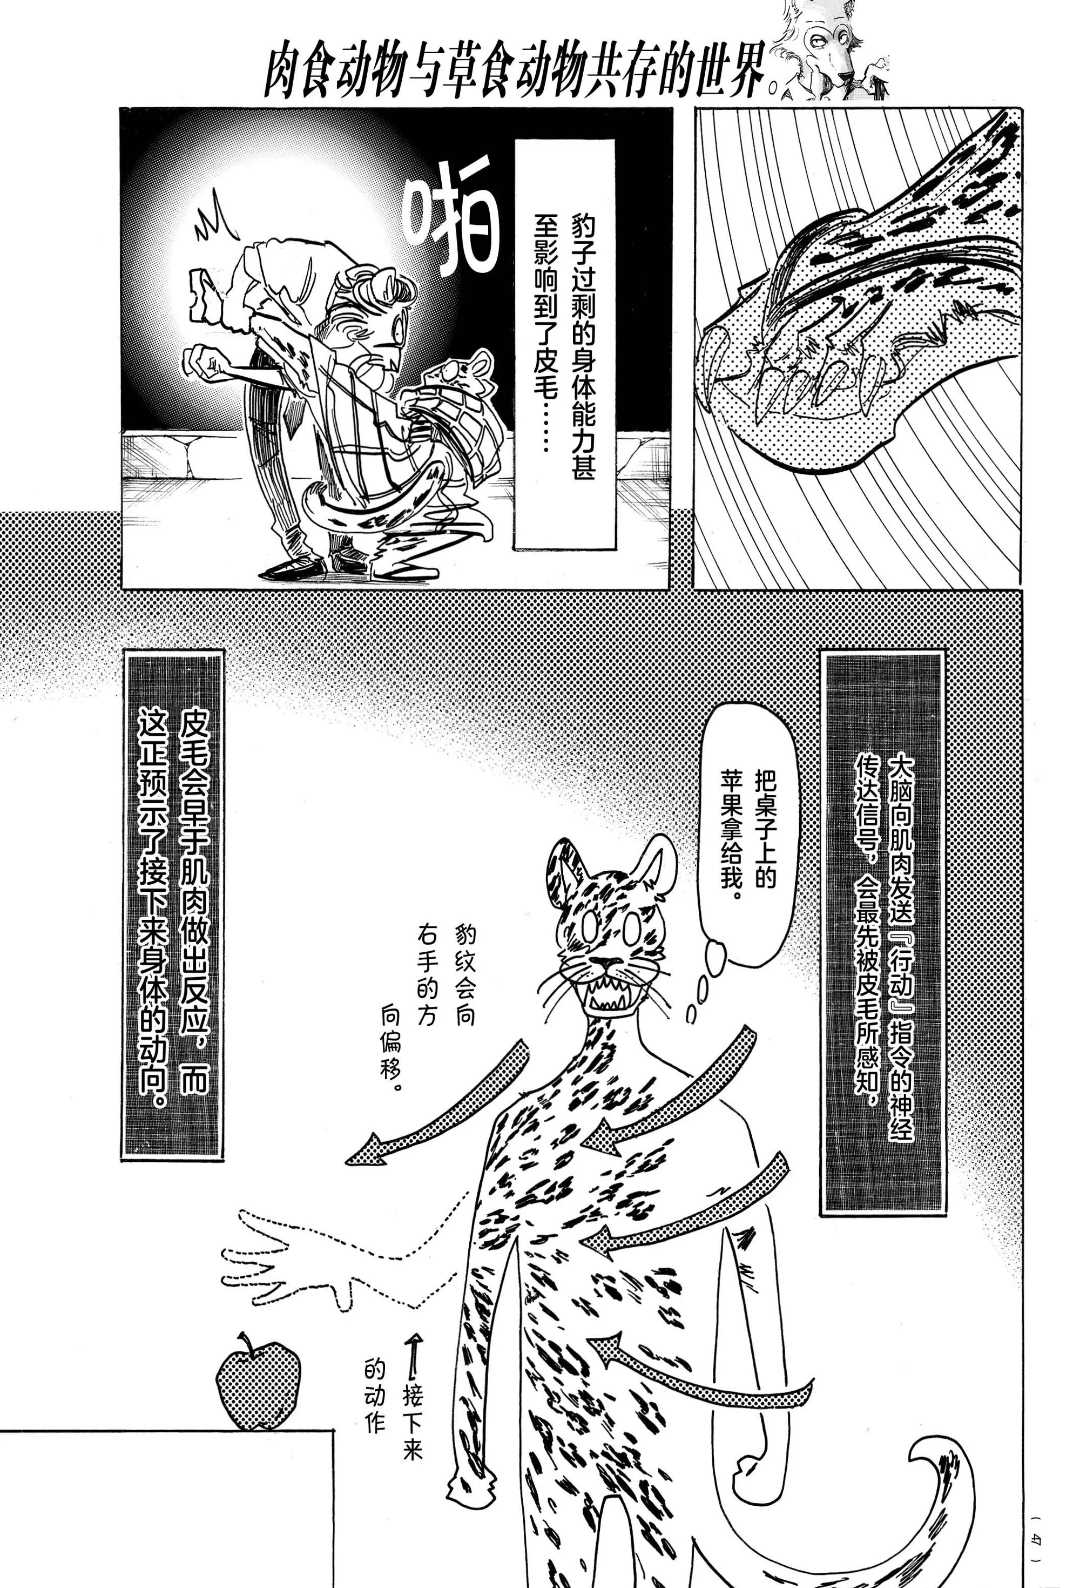 肉食动物与草食动物共存的世界。
豹子过剩的身体能力甚
至影响到了皮毛……
啪
大脑向肌肉发送『行动』指令的神经
传达信号，会最先被皮毛所感知，
把桌子上的
苹果拿给我。
豹纹会向
右手的方
向偏移。
接下来
的动作
皮毛会早于肌肉做出反应，而
这正预示了接下来身体的动向。
(47)